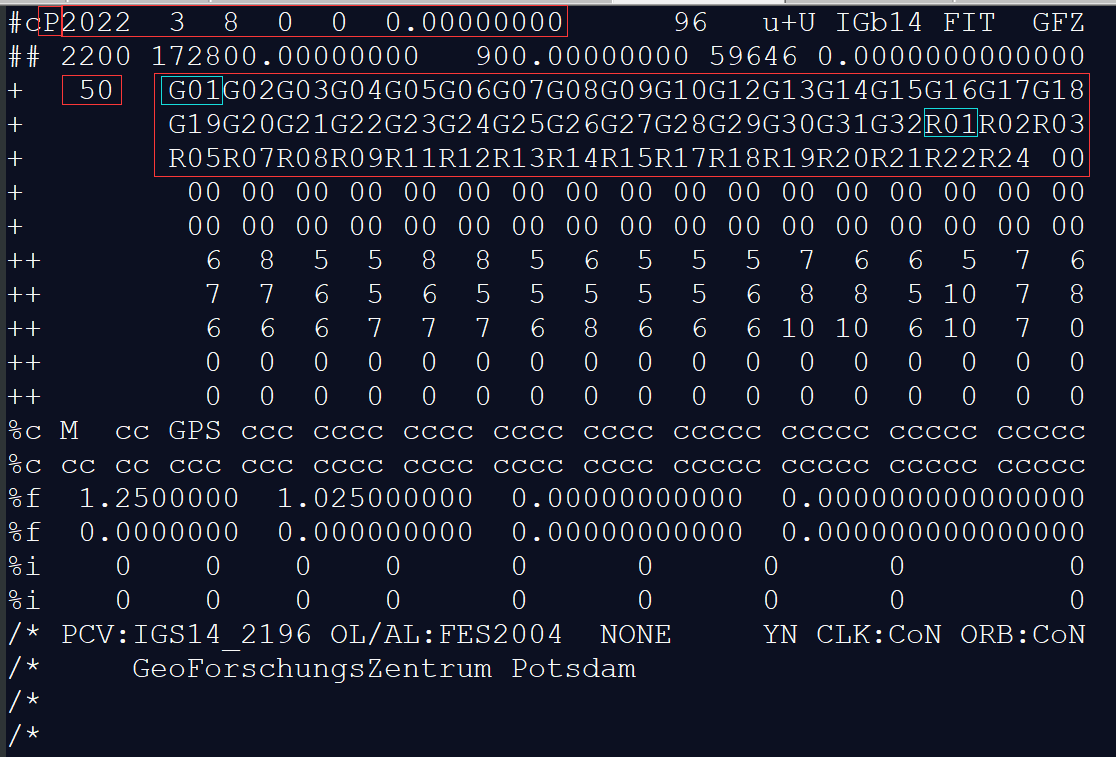 #cP2022  3  8  0  0  0.00000000      96   u+U IGb14 FIT  GFZ
## 2200 172800.00000000   900.00000000 59646 0.0000000000000
+   50   G01G02G03G04G05G06G07G08G09G10G12G13G14G15G16G17G18
+        G19G20G21G22G23G24G25G26G27G28G29G30G31G32R01R02R03
+        R05R07R08R09R11R12R13R14R15R17R18R19R20R21R22R24 00
+         00 00 00 00 00 00 00 00 00 00 00 00 00 00 00 00 00
+         00 00 00 00 00 00 00 00 00 00 00 00 00 00 00 00 00
++         6  8  5  5  8  8  5  6  5  5  5  7  6  6  5  7  6
++         7  7  6  5  6  5  5  5  5  5  6  8  8  5 10  7  8
++         6  6  6  7  7  7  6  8  6  6  6 10 10  6 10  7  0
++         0  0  0  0  0  0  0  0  0  0  0  0  0  0  0  0  0
++         0  0  0  0  0  0  0  0  0  0  0  0  0  0  0  0  0
%c M  cc GPS ccc cccc cccc cccc cccc ccccc ccccc ccccc ccccc
%c cc cc ccc ccc cccc cccc cccc cccc ccccc ccccc ccccc ccccc
%f  1.2500000  1.025000000  0.00000000000  0.000000000000000
%f  0.0000000  0.000000000  0.00000000000  0.000000000000000
%i    0    0    0    0      0      0      0      0         0
%i    0    0    0    0      0      0      0      0         0
/* PCV:IGS14_2196 OL/AL:FES2004  NONE     YN CLK:CoN ORB:CoN
/*     GeoForschungsZentrum Potsdam
/*
/*